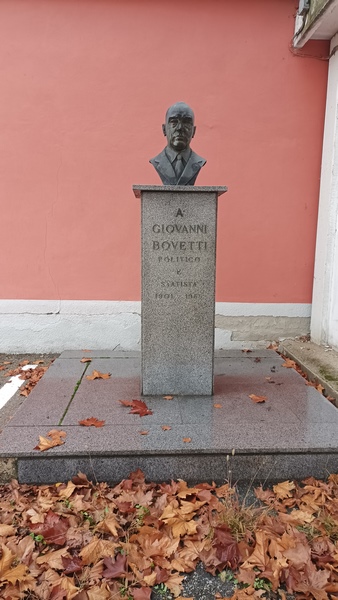 A
GIOVANNI
BOVETTI
POLITICO
E
STATISTA
1901